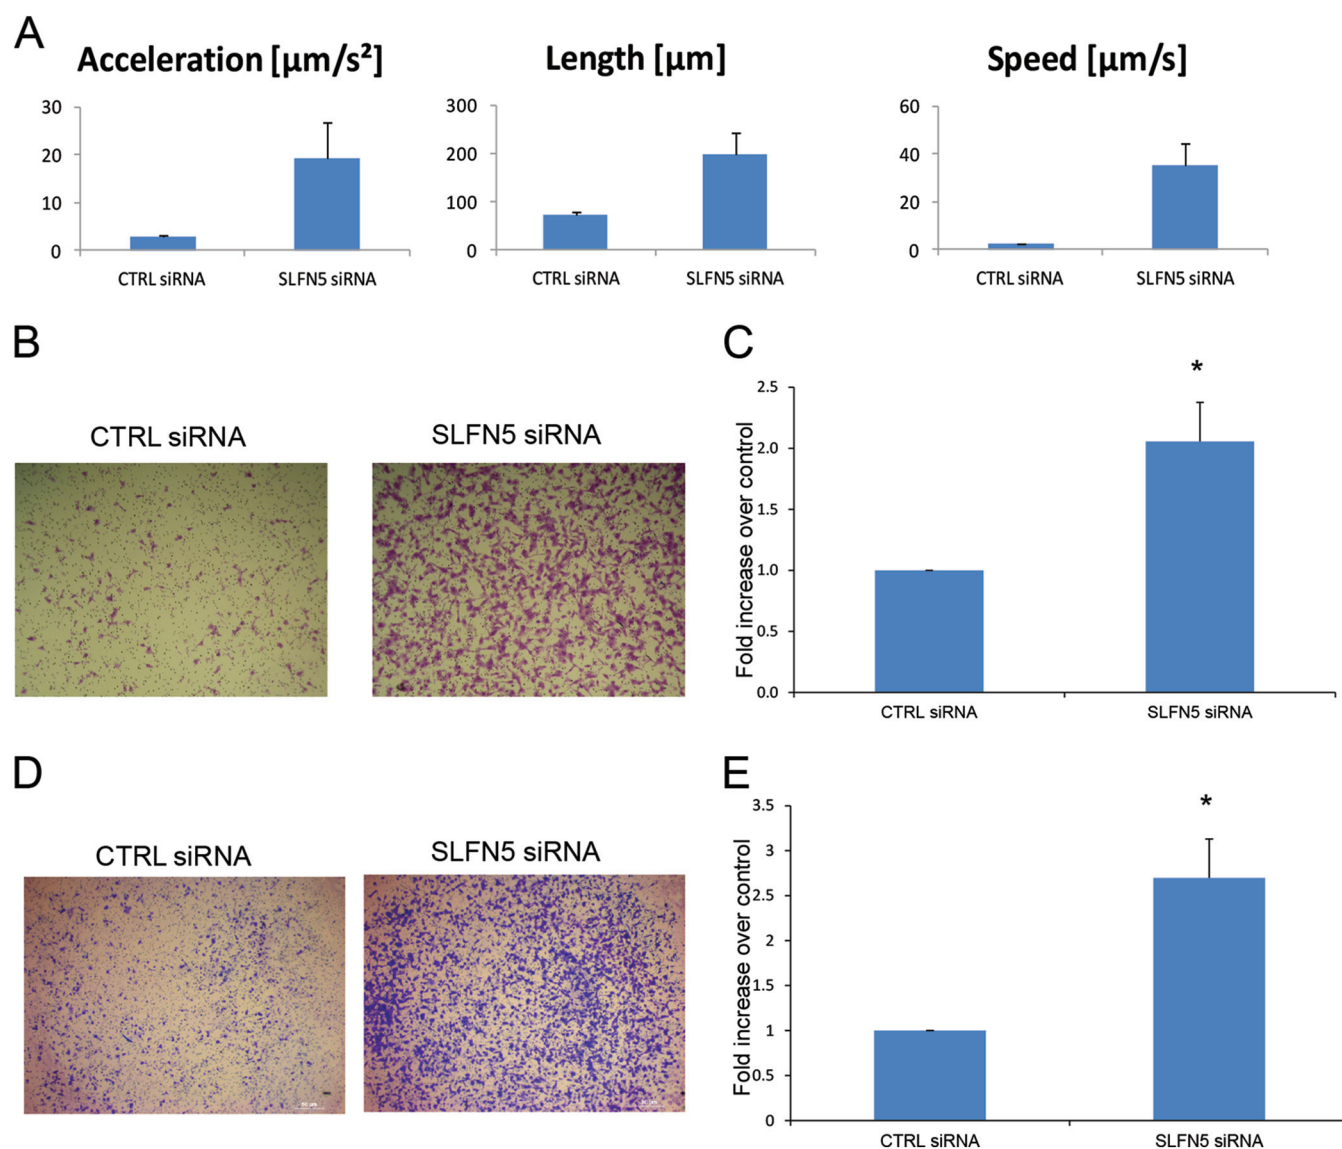 A
Acceleration [µm/s²]
Length [µm]
Speed [µm/s]
30
20
10
0
CTRL siRNA
SLFN5 siRNA
300
200
100
0
CTRL siRNA
SLFN5 siRNA
60
40
20
0
CTRL siRNA
SLFN5 siRNA
B
CTRL siRNA
SLFN5 siRNA
C
*
Fold increase over control
2.5
2.0
1.5
1.0
0.5
0.0
CTRL siRNA
SLFN5 siRNA
D
CTRL siRNA
SLFN5 siRNA
E
*
Fold increase over control
3.5
3
2.5
2
1.5
1
0.5
0
CTRL siRNA
SLFN5 siRNA